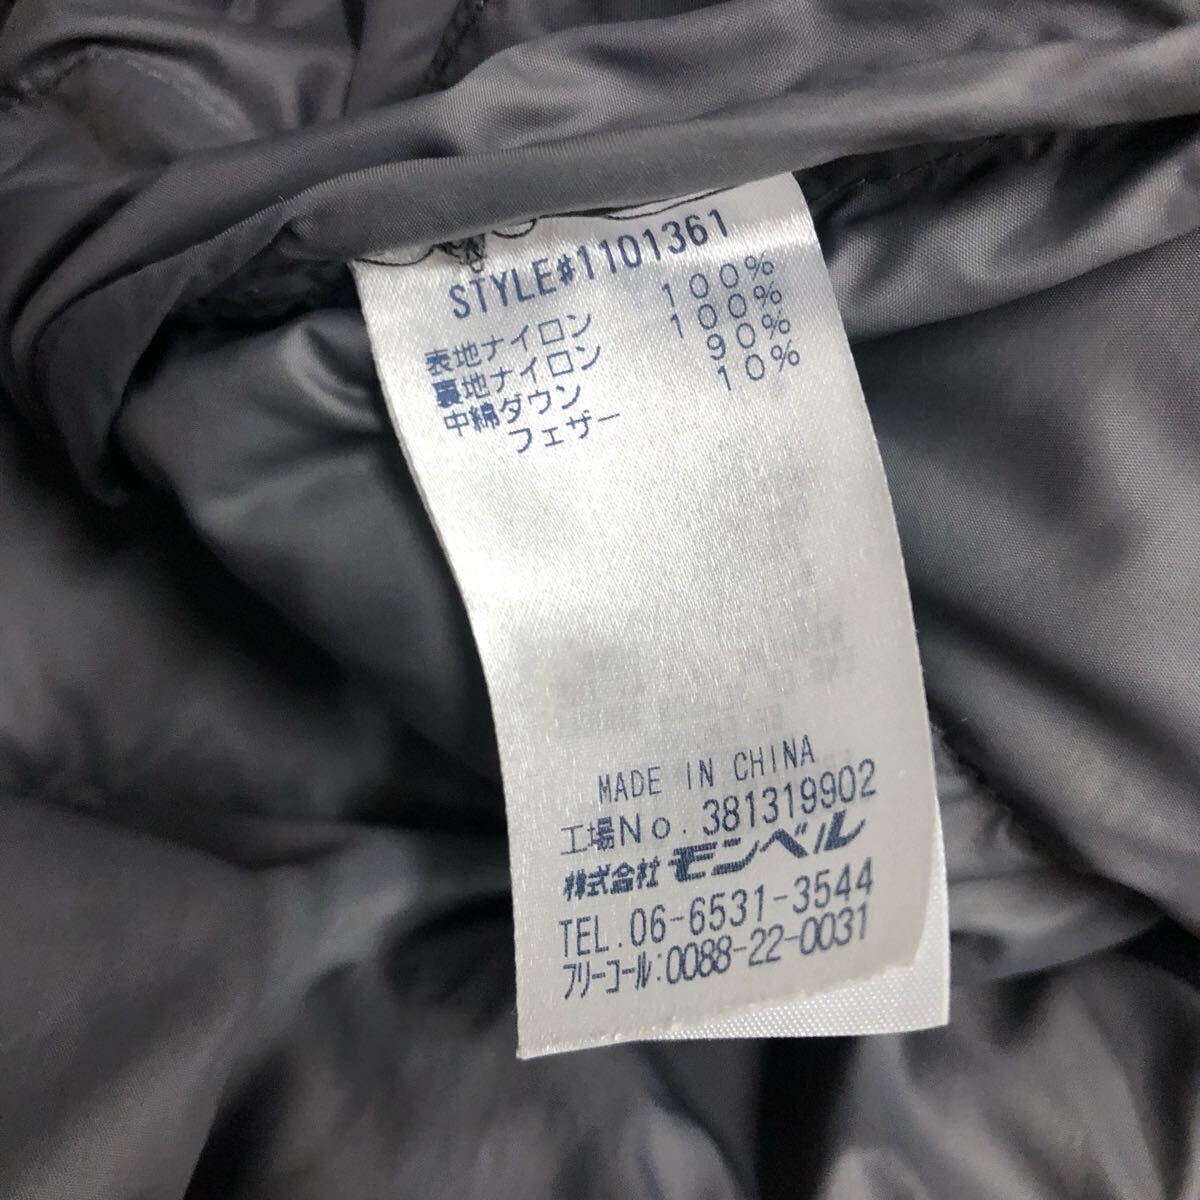 STYLE#1101361
表地ナイロン 100%
裏地ナイロン 100%
中綿ダウン 90%
フェザー 10%
MADE IN CHINA
工場No. 381319902
株式会社モンベル
TEL.06-6531-3544
フリーコール:0088-22-0031